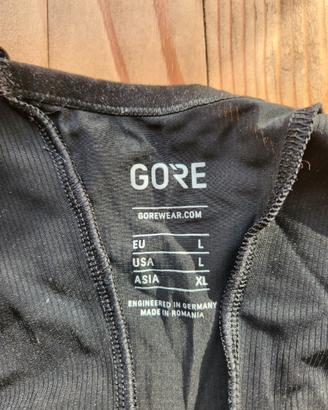 GORE
GOREWEAR.COM
EU L
USA L
ASIA XL
ENGINEERED IN GERMANY
MADE IN ROMANIA